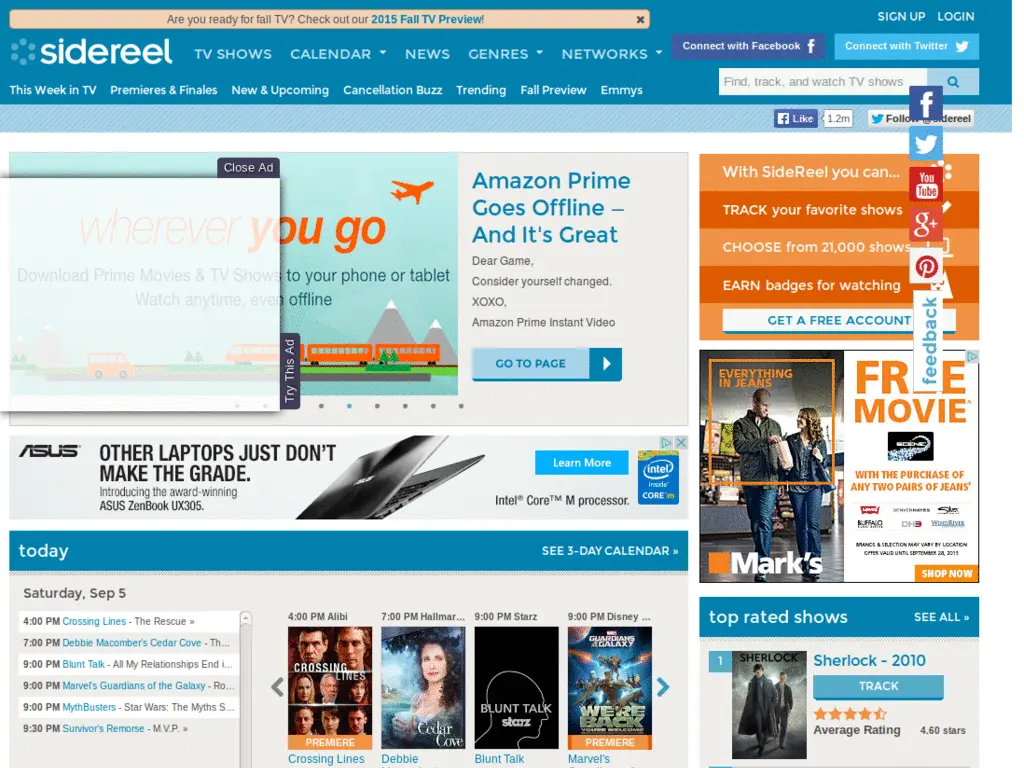 Are you ready for fall TV? Check out our 2015 Fall TV Preview!
SIGN UP LOGIN
sidereel
TV SHOWS CALENDAR NEWS GENRES NETWORKS
Connect with Facebook
Connect with Twitter
Find, track, and watch TV shows
This Week in TV Premieres & Finales New & Upcoming Cancellation Buzz Trending Fall Preview Emmys
Like 1.2m
Follow @sidereel
Close Ad
wherever you go
Download Prime Movies & TV Shows to your phone or tablet
Watch anytime, even offline
Try This Ad
Amazon Prime
Goes Offline –
And It's Great
Dear Game,
Consider yourself changed.
XOXO,
Amazon Prime Instant Video
GO TO PAGE
With SideReel you can...
TRACK your favorite shows
CHOOSE from 21,000 shows
EARN badges for watching
GET A FREE ACCOUNT
You
Tube
g+
feedback
EVERYTHING
IN JEANS
FREE
MOVIE
SCENE
WITH THE PURCHASE OF
ANY TWO PAIRS OF JEANS*
Levi's DENVER HAYES Silver
BUFFALO DH3 WINDRIVER
BRANDS & SELECTION MAY VARY BY LOCATION
OFFER VALID UNTIL SEPTEMBER 28, 2015
Mark's
SHOP NOW
ASUS
OTHER LAPTOPS JUST DON'T
MAKE THE GRADE.
Introducing the award-winning
ASUS ZenBook UX305.
Learn More
Intel® Core™ M processor.
intel
inside
CORE m
today
SEE 3-DAY CALENDAR »
Saturday, Sep 5
4:00 PM Crossing Lines - The Rescue »
7:00 PM Debbie Macomber's Cedar Cove - Th...
9:00 PM Blunt Talk - All My Relationships End i...
9:00 PM Marvel's Guardians of the Galaxy - Ro...
9:00 PM MythBusters - Star Wars: The Myths S...
9:30 PM Survivor's Remorse - M.V.P. »
4:00 PM Alibi
CROSSING
LINES
PREMIERE
Crossing Lines
7:00 PM Hallmar...
Cedar
Cove
Debbie
9:00 PM Starz
BLUNT TALK
starz
Blunt Talk
9:00 PM Disney ...
MARVEL
GUARDIANS
GALAXY
WE'RE
BACK
PREMIERE
Marvel's
top rated shows
SEE ALL »
1
SHERLOCK
Sherlock - 2010
TRACK
Average Rating 4.60 stars